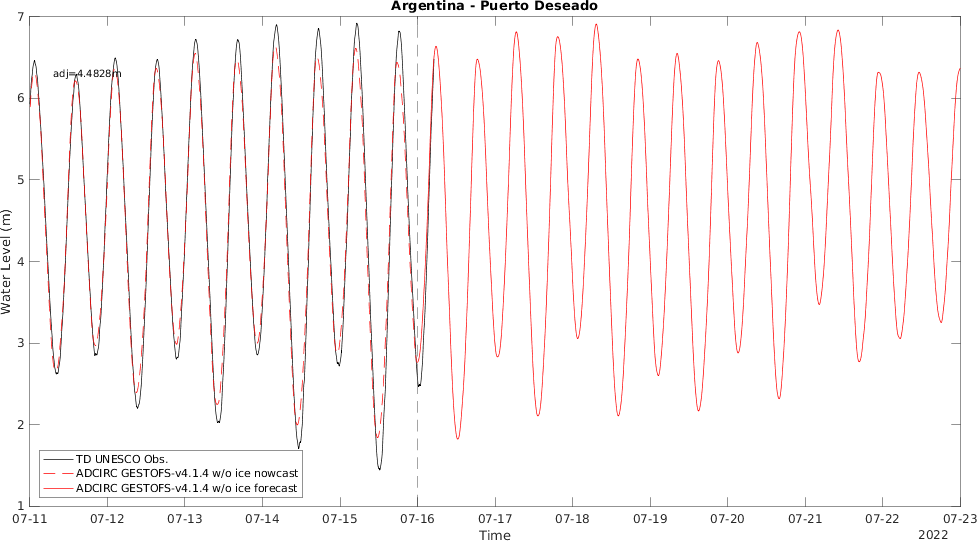 Argentina - Puerto Deseado
7
adj=4.4828m
6
5
4
3
2
1
Water Level (m)
TD UNESCO Obs.
ADCIRC GESTOFS-v4.1.4 w/o ice nowcast
ADCIRC GESTOFS-v4.1.4 w/o ice forecast
07-11 07-12 07-13 07-14 07-15 07-16 07-17 07-18 07-19 07-20 07-21 07-22 07-23
Time
2022